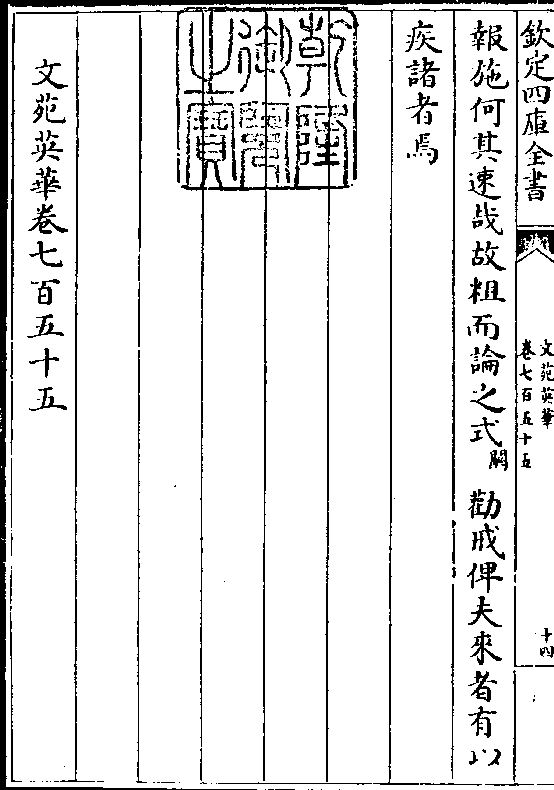 欽定四庫全書
文苑英華
卷七百五十五
十四
報施何其速哉故粗而論之式闕勸戒俾夫來者有以
疾諸者焉
乾隆御覽之寶
文苑英華卷七百五十五